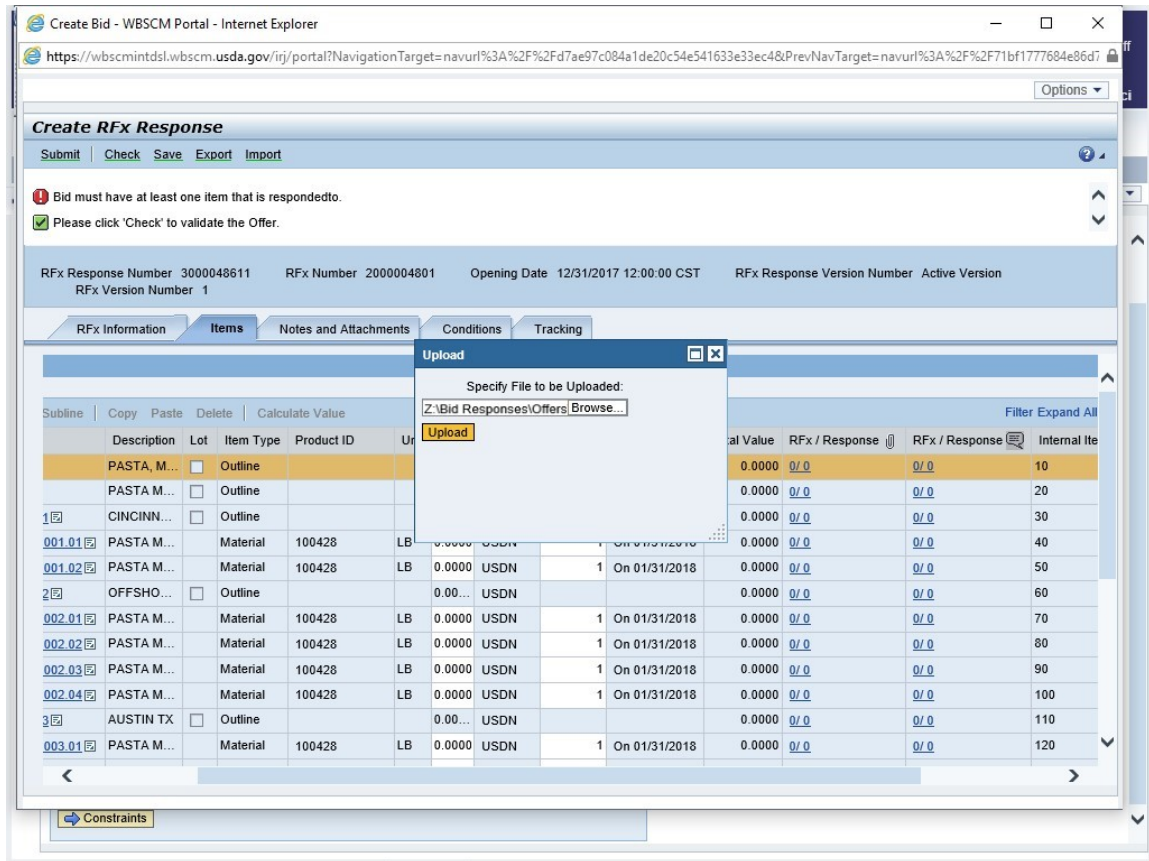 Create Bid - WBSCM Portal - Internet Explorer
https://wbscmintdsl.wbscm.usda.gov/irj/portal?NavigationTarget=navurl%3A%2F%2Fd7ae97c084a1de20c54e541633e33ec4&PrevNavTarget=navurl%3A%2F%2F71bf1777684e86d7
Options
Create RFx Response
Submit | Check Save Export Import
Bid must have at least one item that is respondedto.
Please click 'Check' to validate the Offer.
RFx Response Number 3000048611 RFx Number 2000004801 Opening Date 12/31/2017 12:00:00 CST RFx Response Version Number Active Version
RFx Version Number 1
RFx Information Items Notes and Attachments Conditions Tracking
Upload
Specify File to be Uploaded:
Z:\Bid Responses\Offers Browse...
Upload
Subline | Copy Paste Delete | Calculate Value Filter Expand All
Description Lot Item Type Product ID Value RFx / Response RFx / Response Internal Ite
PASTA, M... Outline 0.0000 0/ 0 0/ 0 10
PASTA M... Outline 0.0000 0/ 0 0/ 0 20
1 CINCINN... Outline 0.0000 0/ 0 0/ 0 30
001.01 PASTA M... Material 100428 LB 0.0000 USDN 1 On 01/31/2018 0.0000 0/ 0 0/ 0 40
001.02 PASTA M... Material 100428 LB 0.0000 USDN 1 On 01/31/2018 0.0000 0/ 0 0/ 0 50
2 OFFSHO... Outline 0.00... USDN 0.0000 0/ 0 0/ 0 60
002.01 PASTA M... Material 100428 LB 0.0000 USDN 1 On 01/31/2018 0.0000 0/ 0 0/ 0 70
002.02 PASTA M... Material 100428 LB 0.0000 USDN 1 On 01/31/2018 0.0000 0/ 0 0/ 0 80
002.03 PASTA M... Material 100428 LB 0.0000 USDN 1 On 01/31/2018 0.0000 0/ 0 0/ 0 90
002.04 PASTA M... Material 100428 LB 0.0000 USDN 1 On 01/31/2018 0.0000 0/ 0 0/ 0 100
3 AUSTIN TX Outline 0.00... USDN 0.0000 0/ 0 0/ 0 110
003.01 PASTA M... Material 100428 LB 0.0000 USDN 1 On 01/31/2018 0.0000 0/ 0 0/ 0 120
Constraints